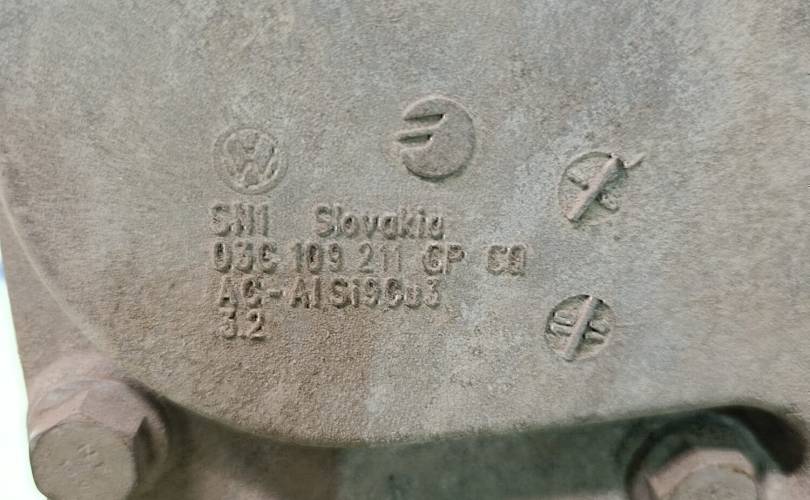 SN1 Slovakia
03C 109 211 GP CQ
AC-AlSi9Cu3
3.2